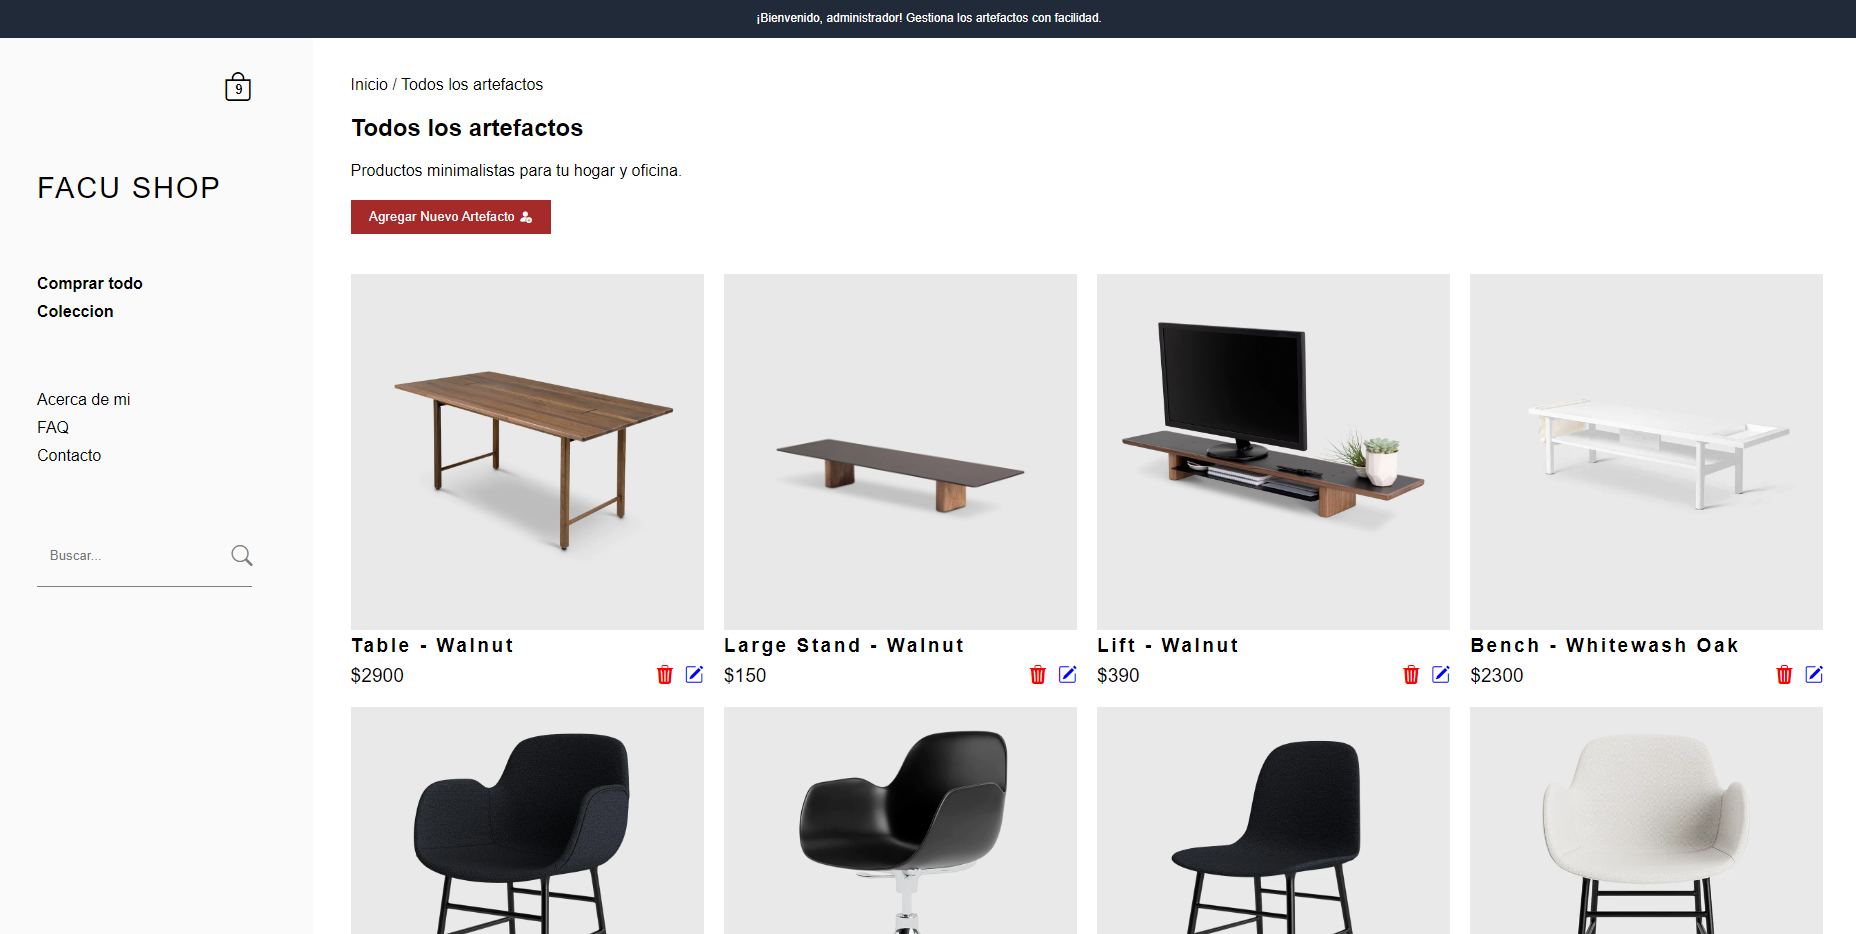 ¡Bienvenido, administrador! Gestiona los artefactos con facilidad.
9
FACU SHOP
Comprar todo
Coleccion
Acerca de mi
FAQ
Contacto
Buscar...
Inicio / Todos los artefactos
Todos los artefactos
Productos minimalistas para tu hogar y oficina.
Agregar Nuevo Artefacto
Table - Walnut
$2900
Large Stand - Walnut
$150
Lift - Walnut
$390
Bench - Whitewash Oak
$2300